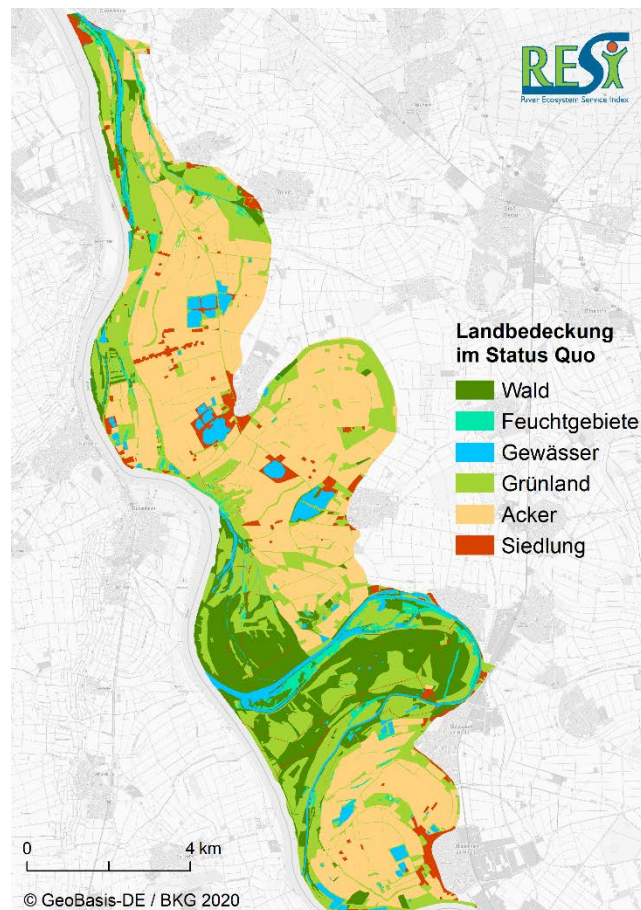 RESI
River Ecosystem Service Index
Landbedeckung
im Status Quo
Wald
Feuchtgebiete
Gewässer
Grünland
Acker
Siedlung
0 4 km
© GeoBasis-DE / BKG 2020